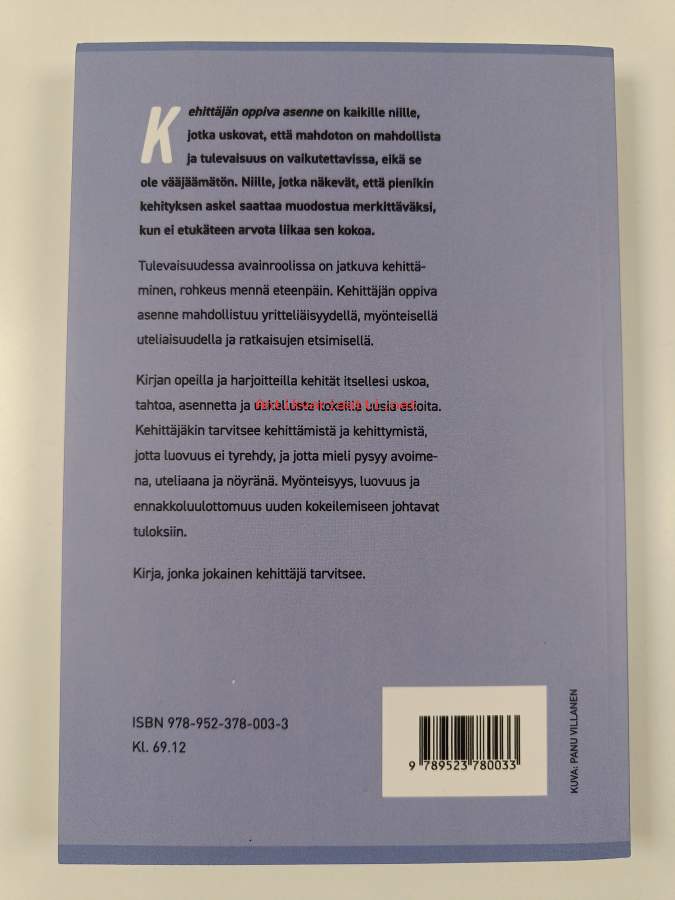 Kehittäjän oppiva asenne on kaikille niille,
jotka uskovat, että mahdoton on mahdollista
ja tulevaisuus on vaikutettavissa, eikä se
ole vääjäämätön. Niille, jotka näkevät, että pienikin
kehityksen askel saattaa muodostua merkittäväksi,
kun ei etukäteen arvota liikaa sen kokoa.
Tulevaisuudessa avainroolissa on jatkuva kehittä-
minen, rohkeus mennä eteenpäin. Kehittäjän oppiva
asenne mahdollistuu yritteliäisyydellä, myönteisellä
uteliaisuudella ja ratkaisujen etsimisellä.
Kirjan opeilla ja harjoitteilla kehität itsellesi uskoa,
tahtoa, asennetta ja uskallusta kokeilla uusia asioita.
Kehittäjäkin tarvitsee kehittämistä ja kehittymistä,
jotta luovuus ei tyrehdy, ja jotta mieli pysyy avoime-
na, uteliaana ja nöyränä. Myönteisyys, luovuus ja
ennakkoluulottomuus uuden kokeilemiseen johtavat
tuloksiin.
Kirja, jonka jokainen kehittäjä tarvitsee.
ISBN 978-952-378-003-3
Kl. 69.12
9 789523 780033
KUVA: PANU VILLANEN